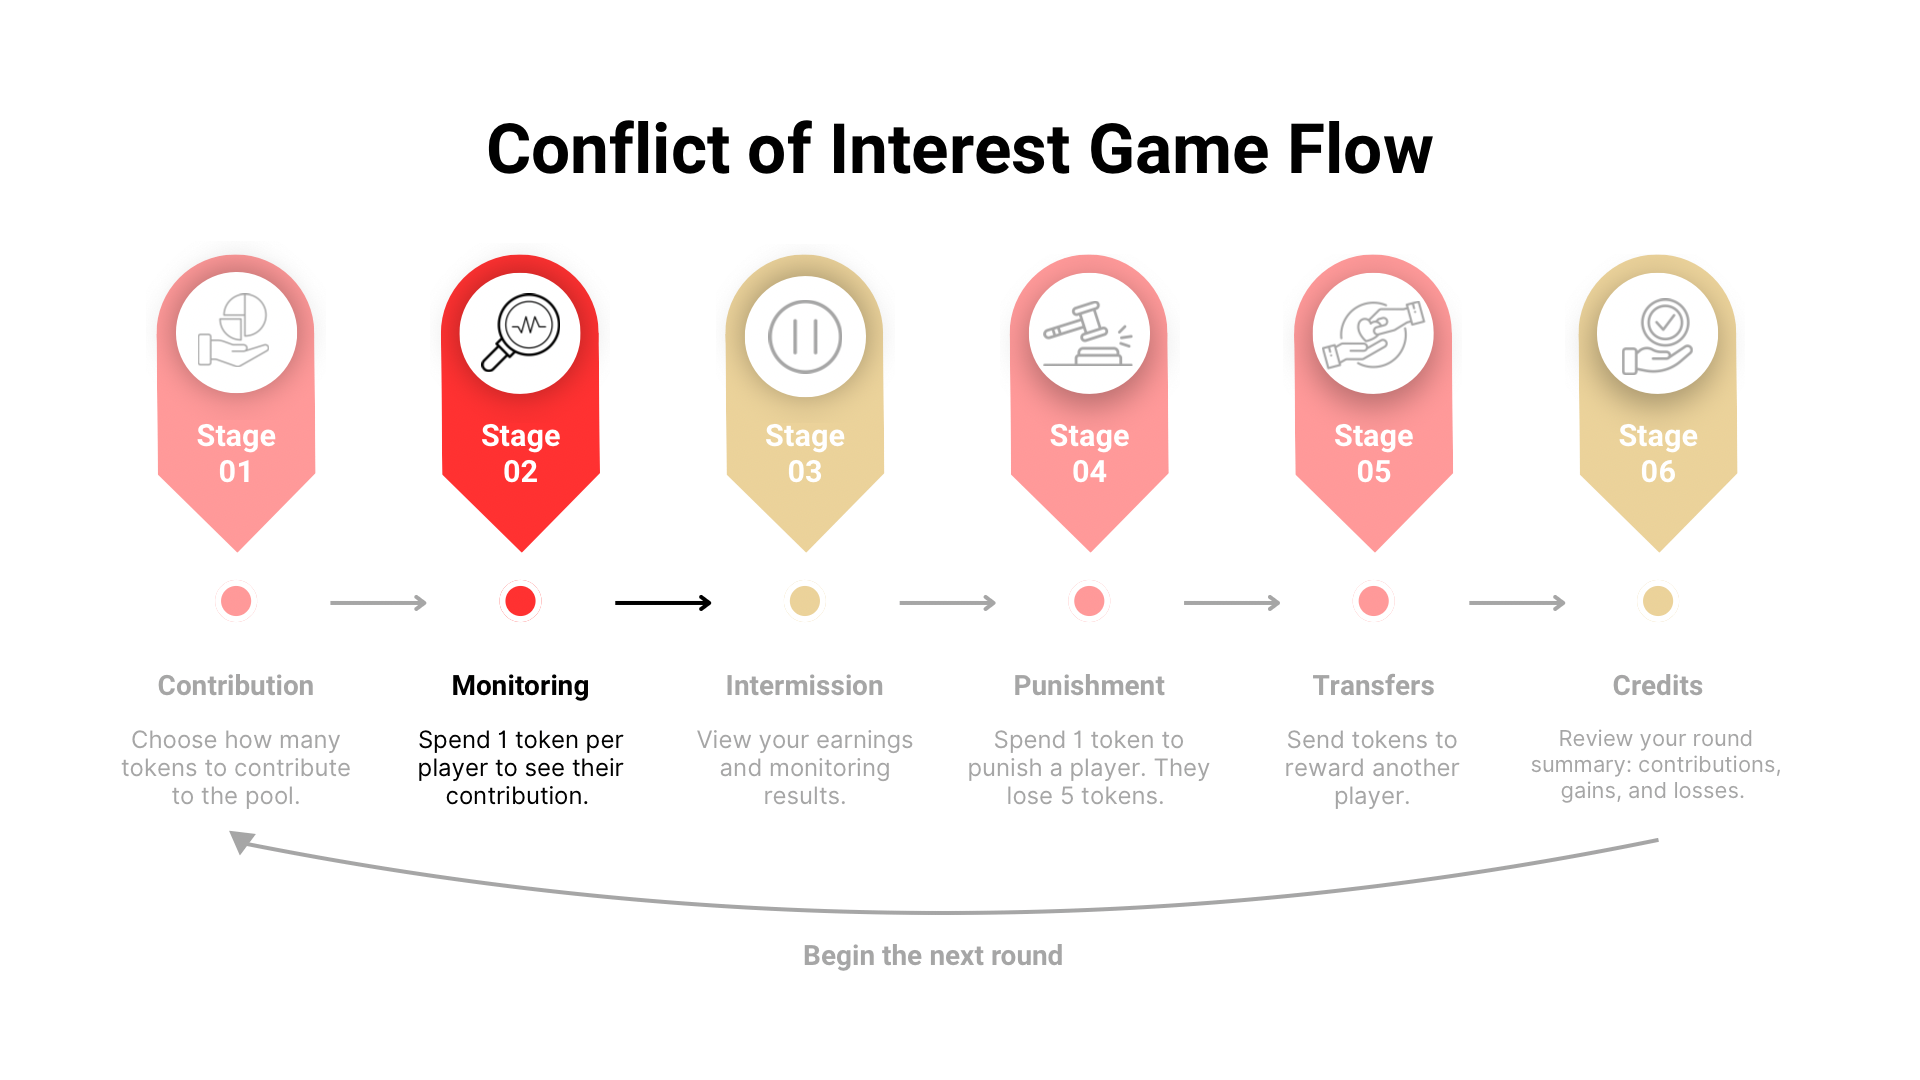 Conflict of Interest Game Flow
Stage
01
Stage
02
Stage
03
Stage
04
Stage
05
Stage
06
Contribution
Choose how many
tokens to contribute
to the pool.
Monitoring
Spend 1 token per
player to see their
contribution.
Intermission
View your earnings
and monitoring
results.
Punishment
Spend 1 token to
punish a player. They
lose 5 tokens.
Transfers
Send tokens to
reward another
player.
Credits
Review your round
summary: contributions,
gains, and losses.
Begin the next round